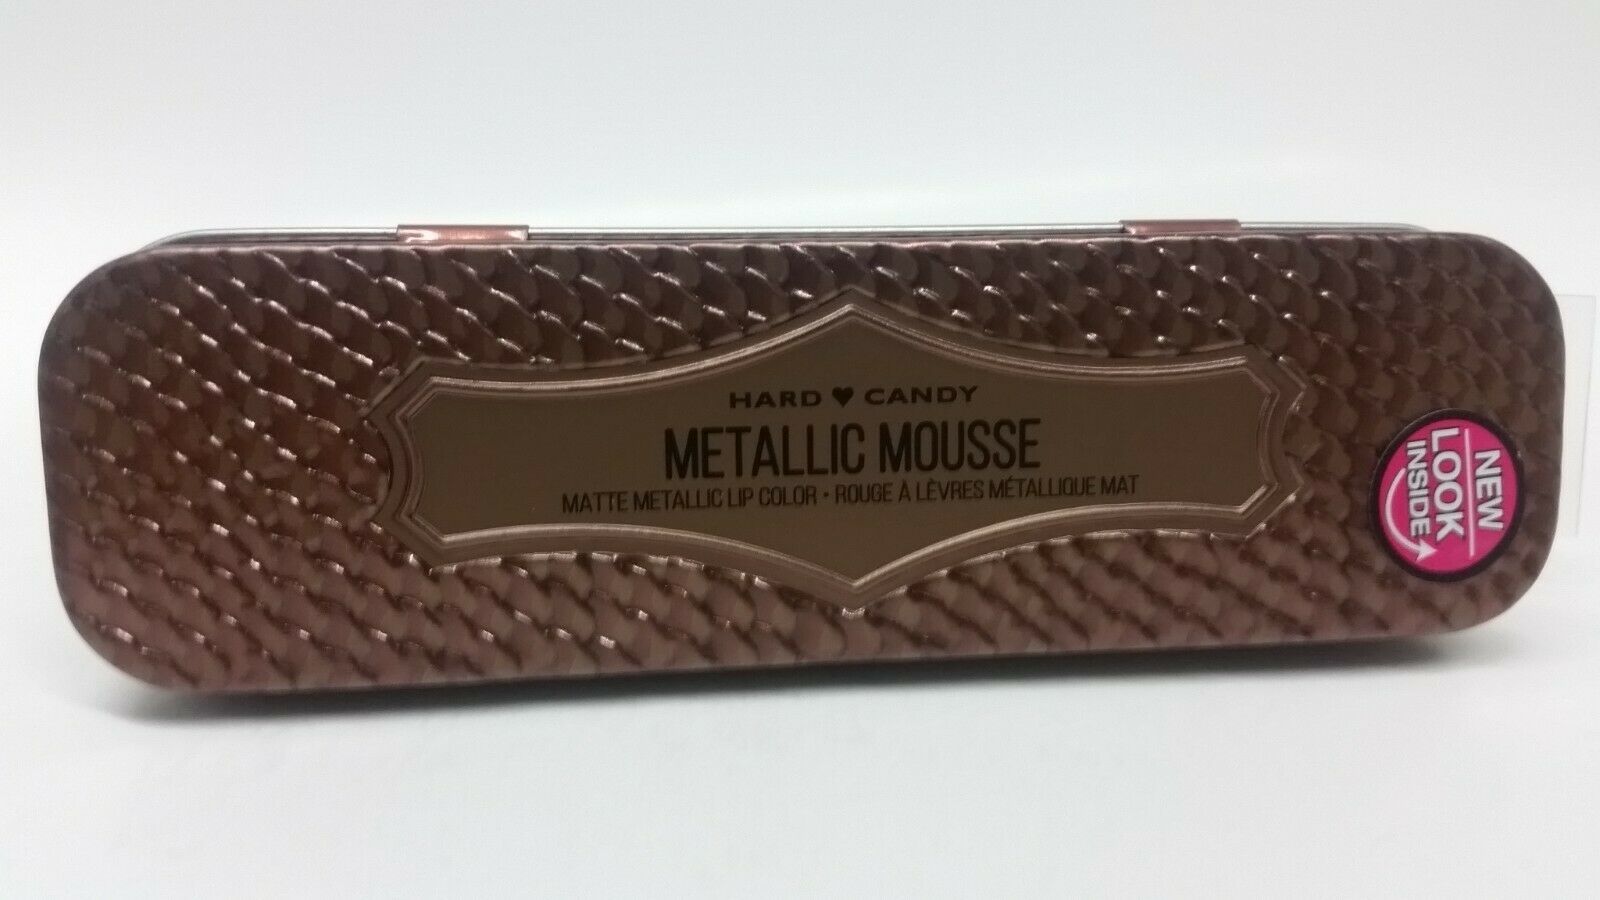 HARD ♥ CANDY
METALLIC MOUSSE
MATTE METALLIC LIP COLOR • ROUGE À LÈVRES MÉTALLIQUE MAT
NEW
LOOK
INSIDE